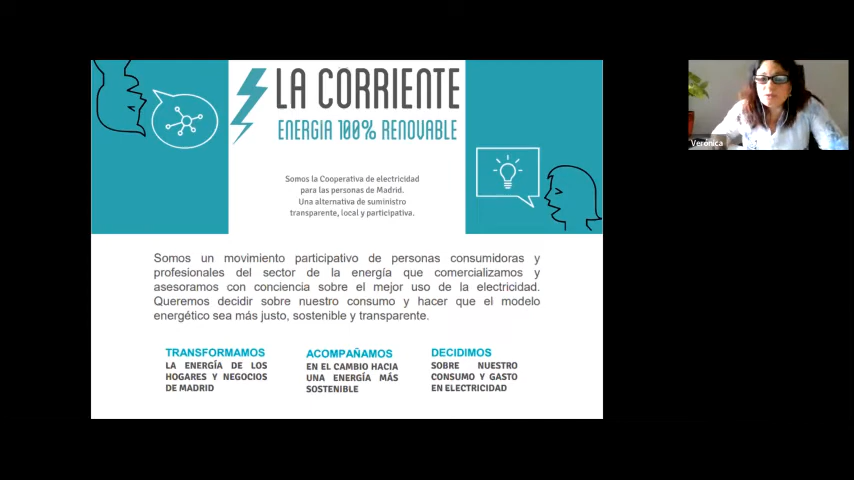 LA CORRIENTE
ENERGIA 100% RENOVABLE
Somos la Cooperativa de electricidad
para las personas de Madrid.
Una alternativa de suministro
transparente, local y participativa.
Somos un movimiento participativo de personas consumidoras y
profesionales del sector de la energía que comercializamos y
asesoramos con conciencia sobre el mejor uso de la electricidad.
Queremos decidir sobre nuestro consumo y hacer que el modelo
energético sea más justo, sostenible y transparente.
TRANSFORMAMOS
LA ENERGÍA DE LOS
HOGARES Y NEGOCIOS
DE MADRID
ACOMPAÑAMOS
EN EL CAMBIO HACIA
UNA ENERGÍA MÁS
SOSTENIBLE
DECIDIMOS
SOBRE NUESTRO
CONSUMO Y GASTO
EN ELECTRICIDAD
Verónica